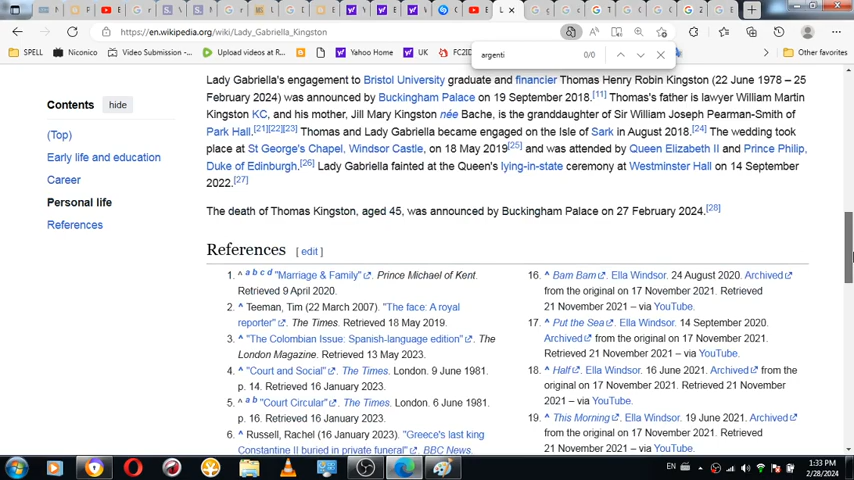 https://en.wikipedia.org/wiki/Lady_Gabriella_Kingston
SPELL
Niconico
Video Submission -...
Upload videos at R...
Yahoo Home
UK
FC2ID
Other favorites
argenti
0/0
Contents
hide
(Top)
Early life and education
Career
Personal life
References
Lady Gabriella's engagement to Bristol University graduate and financier Thomas Henry Robin Kingston (22 June 1978 – 25
February 2024) was announced by Buckingham Palace on 19 September 2018.[11] Thomas's father is lawyer William Martin
Kingston KC, and his mother, Jill Mary Kingston née Bache, is the granddaughter of Sir William Joseph Pearman-Smith of
Park Hall.[21][22][23] Thomas and Lady Gabriella became engaged on the Isle of Sark in August 2018.[24] The wedding took
place at St George's Chapel, Windsor Castle, on 18 May 2019[25] and was attended by Queen Elizabeth II and Prince Philip,
Duke of Edinburgh.[26] Lady Gabriella fainted at the Queen's lying-in-state ceremony at Westminster Hall on 14 September
2022.[27]
The death of Thomas Kingston, aged 45, was announced by Buckingham Palace on 27 February 2024.[28]
References [ edit ]
1. ^ a b c d "Marriage & Family". Prince Michael of Kent.
Retrieved 9 April 2020.
2. ^ Teeman, Tim (22 March 2007). "The face: A royal
reporter". The Times. Retrieved 18 May 2019.
3. ^ "The Colombian Issue: Spanish-language edition". The
London Magazine. Retrieved 13 May 2023.
4. ^ "Court and Social". The Times. London. 9 June 1981.
p. 14. Retrieved 16 January 2023.
5. ^ a b "Court Circular". The Times. London. 6 June 1981.
p. 16. Retrieved 16 January 2023.
6. ^ Russell, Rachel (16 January 2023). "Greece's last king
Constantine II buried in private funeral". BBC News.
16. ^ Bam Bam. Ella Windsor. 24 August 2020. Archived
from the original on 17 November 2021. Retrieved
21 November 2021 – via YouTube.
17. ^ Put the Sea. Ella Windsor. 14 September 2020.
Archived from the original on 17 November 2021.
Retrieved 21 November 2021 – via YouTube.
18. ^ Half. Ella Windsor. 16 June 2021. Archived from the
original on 17 November 2021. Retrieved 21 November
2021 – via YouTube.
19. ^ This Morning. Ella Windsor. 19 June 2021. Archived
from the original on 17 November 2021. Retrieved
21 November 2021 – via YouTube.
EN
1:33 PM
2/28/2024